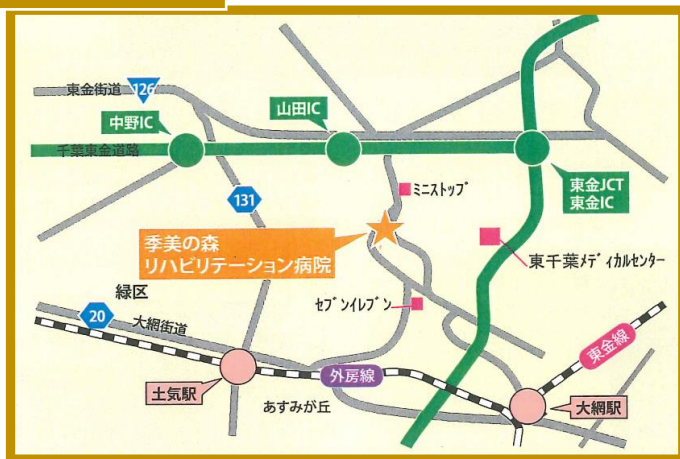 東金街道
126
山田IC
中野IC
千葉東金道路
東金JCT
東金IC
ミニストップ
131
季美の森
リハビリテーション病院
東千葉メディカルセンター
緑区
セブンイレブン
20
大網街道
東金線
外房線
土気駅
あすみが丘
大網駅